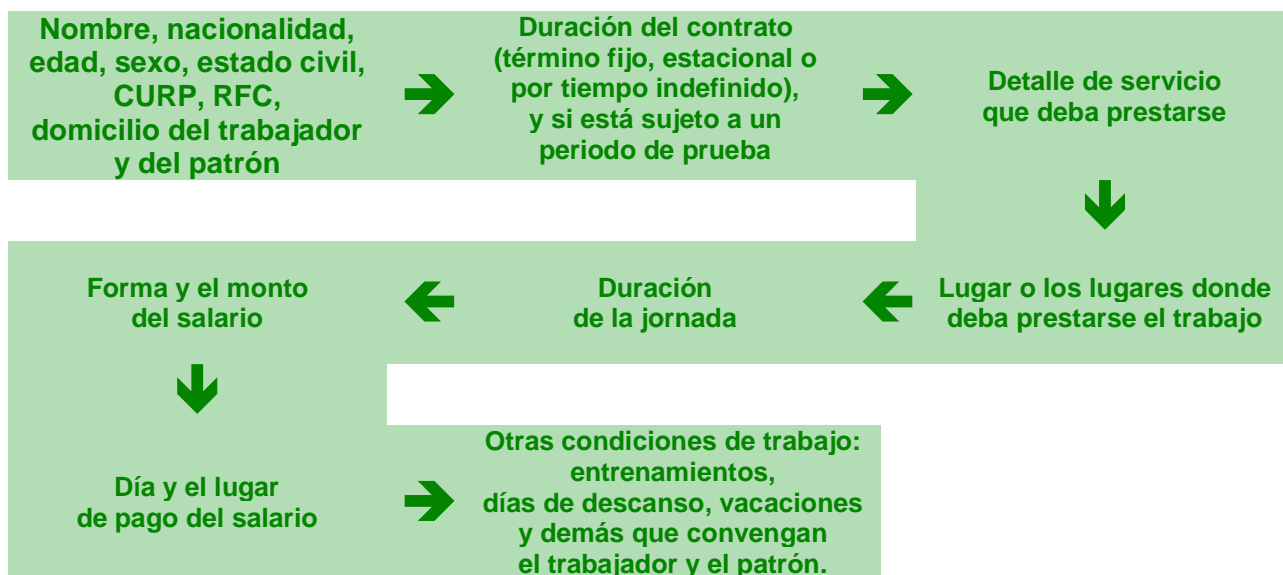 Nombre, nacionalidad,
edad, sexo, estado civil,
CURP, RFC,
domicilio del trabajador
y del patrón
Duración del contrato
(término fijo, estacional o
por tiempo indefinido),
y si está sujeto a un
periodo de prueba
Detalle de servicio
que deba prestarse
Lugar o los lugares donde
deba prestarse el trabajo
Duración
de la jornada
Forma y el monto
del salario
Día y el lugar
de pago del salario
Otras condiciones de trabajo:
entrenamientos,
días de descanso, vacaciones
y demás que convengan
el trabajador y el patrón.